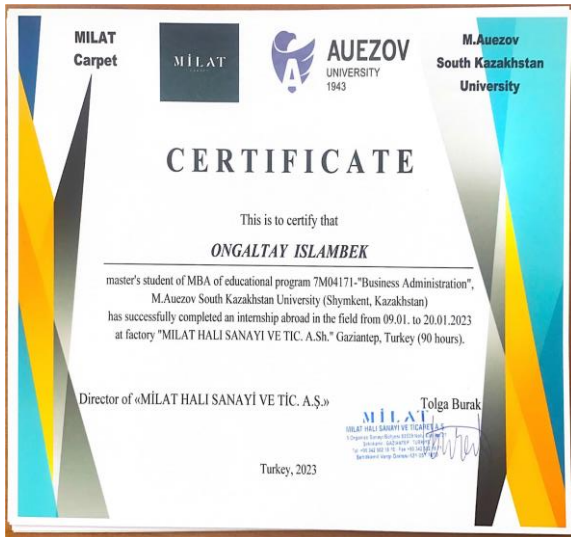 MILAT
Carpet
MİLAT
AUEZOV
UNIVERSITY
1943
M.Auezov
South Kazakhstan
University
CERTIFICATE
This is to certify that
ONGALTAY ISLAMBEK
master's student of MBA of educational program 7M04171-"Business Administration",
M.Auezov South Kazakhstan University (Shymkent, Kazakhstan)
has successfully completed an internship abroad in the field from 09.01. to 20.01.2023
at factory "MILAT HALI SANAYI VE TIC. A.Sh." Gaziantep, Turkey (90 hours).
Director of «MİLAT HALI SANAYİ VE TİC. A.Ş.»
Tolga Burak
MİLAT
MİLAT HALI SANAYİ VE TİCARET A.Ş.
Turkey, 2023